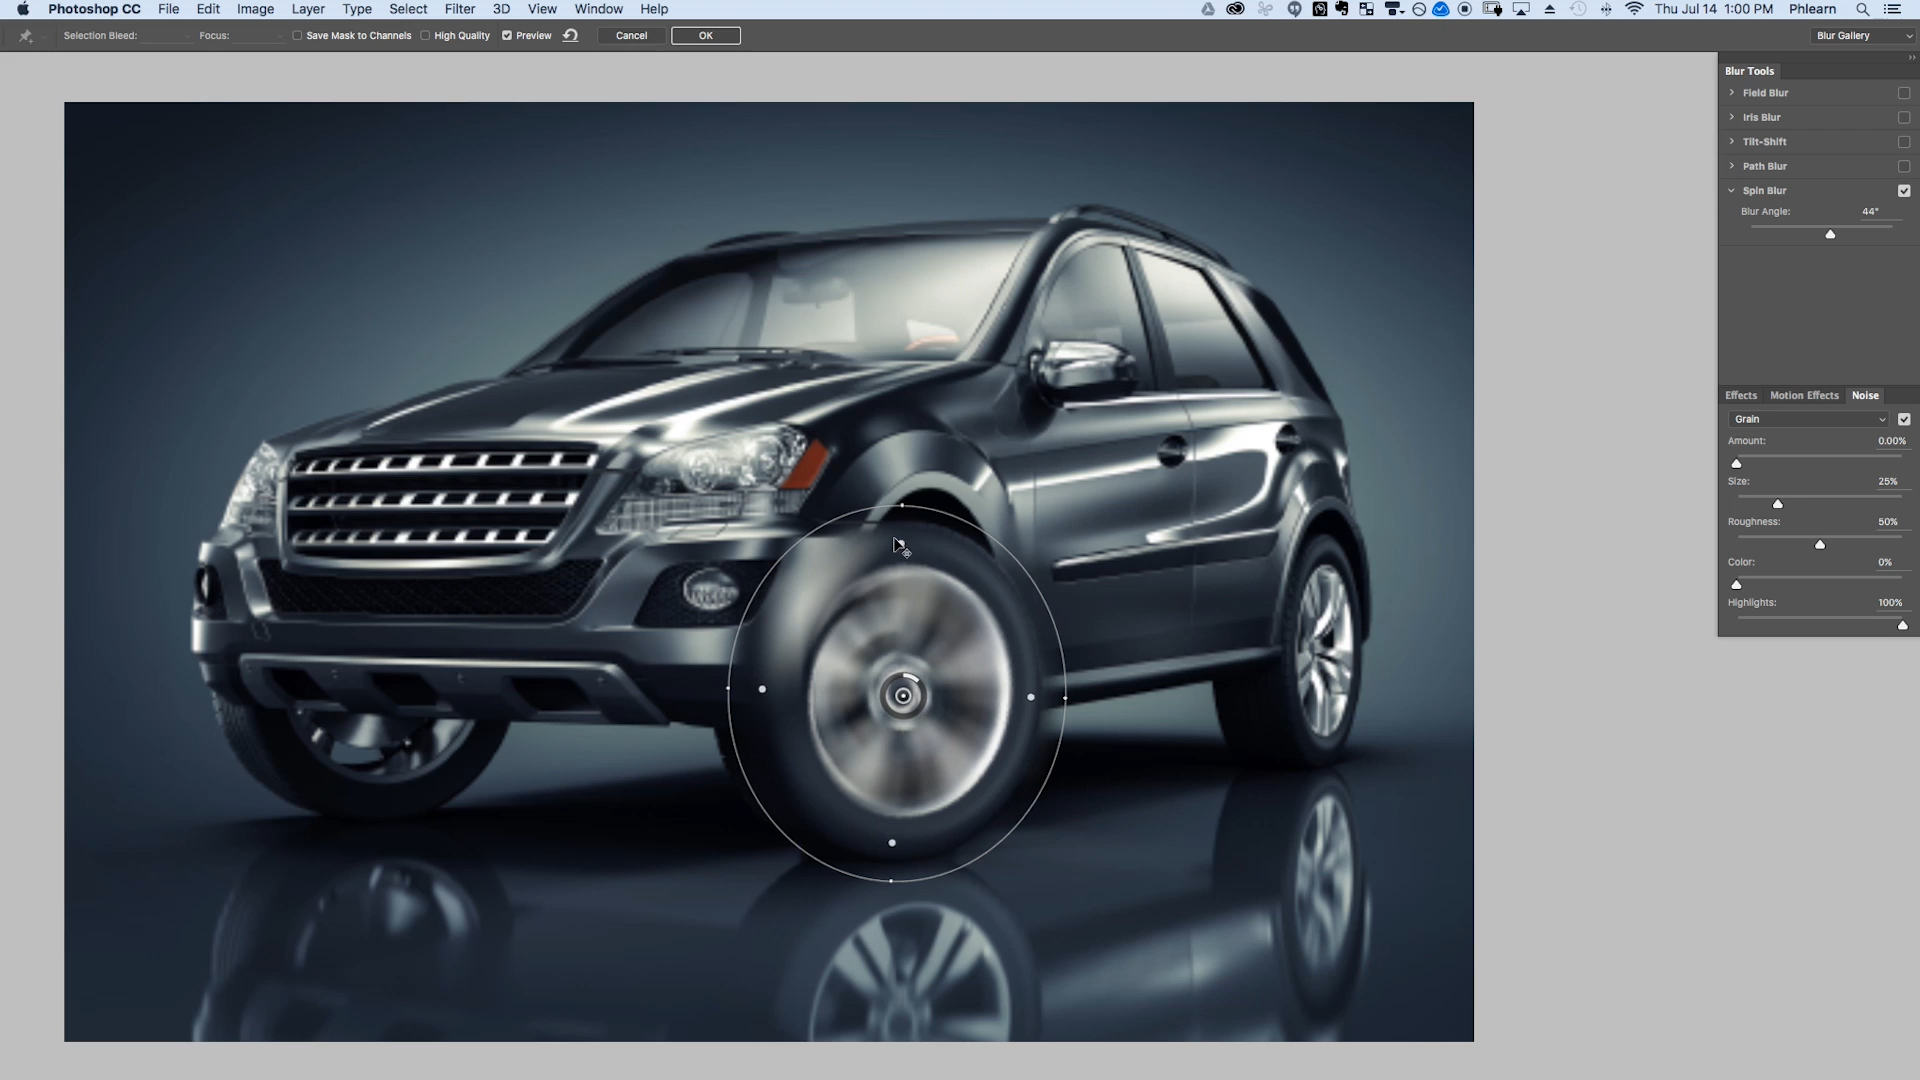 Photoshop CC File Edit Image Layer Type Select Filter 3D View Window Help Thu Jul 14 1:00 PM Phlearn
Selection Bleed: Focus: Save Mask to Channels High Quality Preview Cancel OK Blur Gallery
Blur Tools
Field Blur
Iris Blur
Tilt-Shift
Path Blur
Spin Blur
Blur Angle: 44°
Effects Motion Effects Noise
Grain
Amount: 0.00%
Size: 25%
Roughness: 50%
Color: 0%
Highlights: 100%